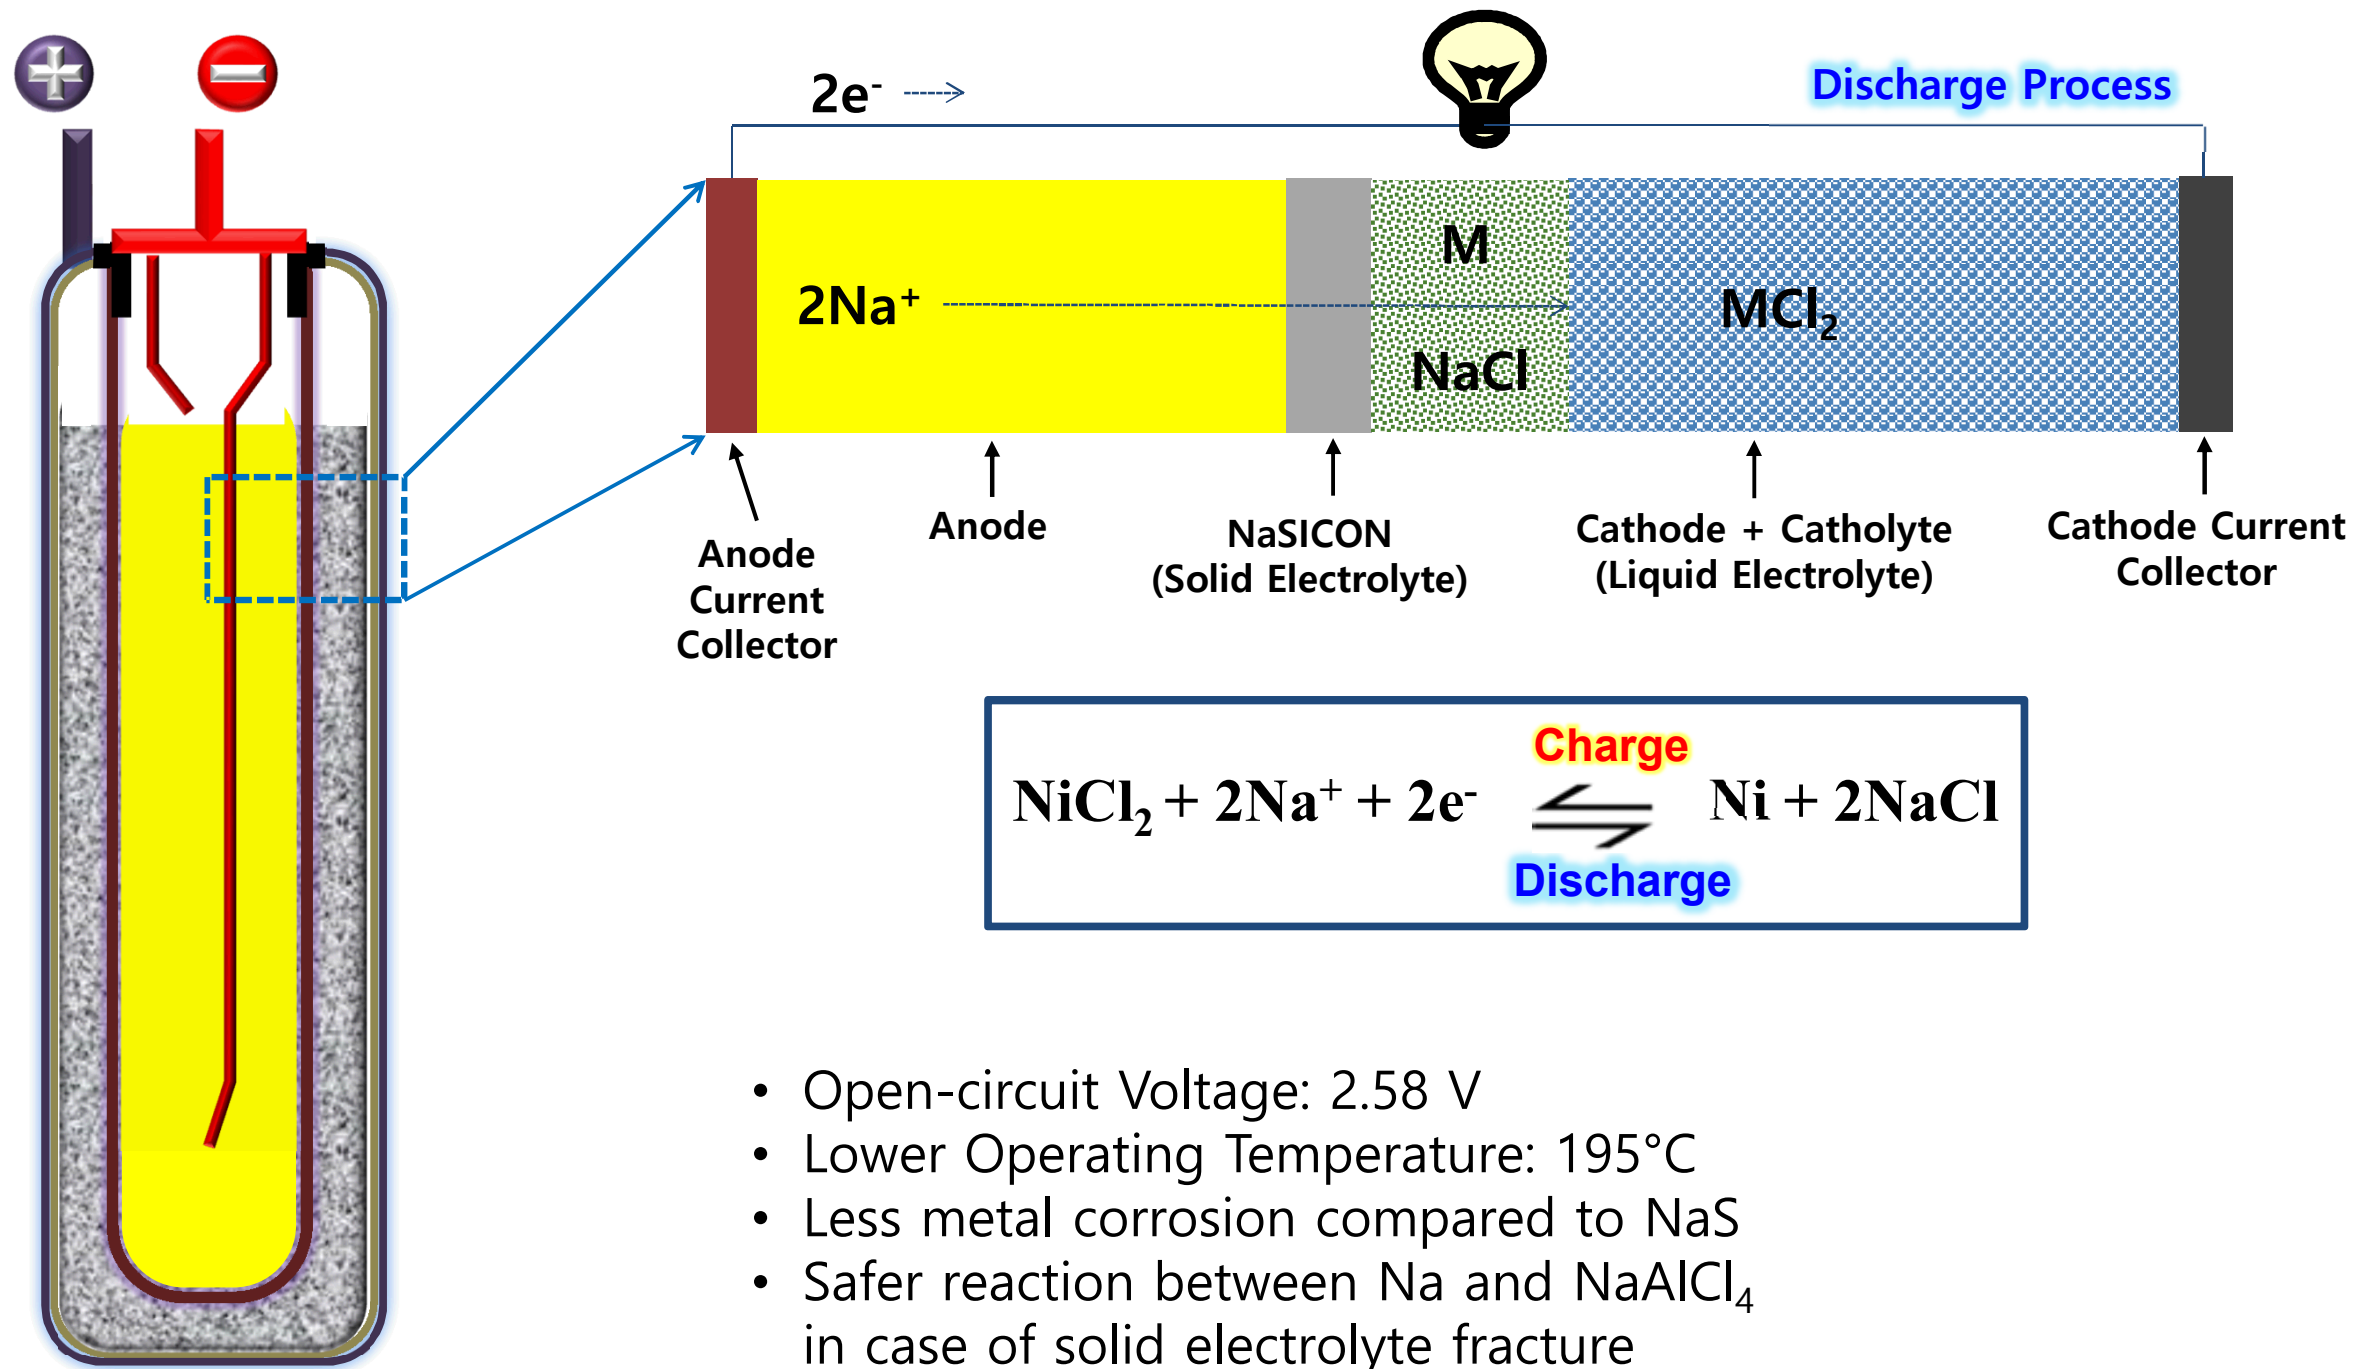 +
−
2e⁻
Discharge Process
M
2Na⁺
MCl₂
NaCl
Anode
Current
Collector
Anode
NaSICON
(Solid Electrolyte)
Cathode + Catholyte
(Liquid Electrolyte)
Cathode Current
Collector
Charge
NiCl₂ + 2Na⁺ + 2e⁻ ⇌ Ni + 2NaCl
Discharge
• Open-circuit Voltage: 2.58 V
• Lower Operating Temperature: 195°C
• Less metal corrosion compared to NaS
• Safer reaction between Na and NaAlCl₄
in case of solid electrolyte fracture